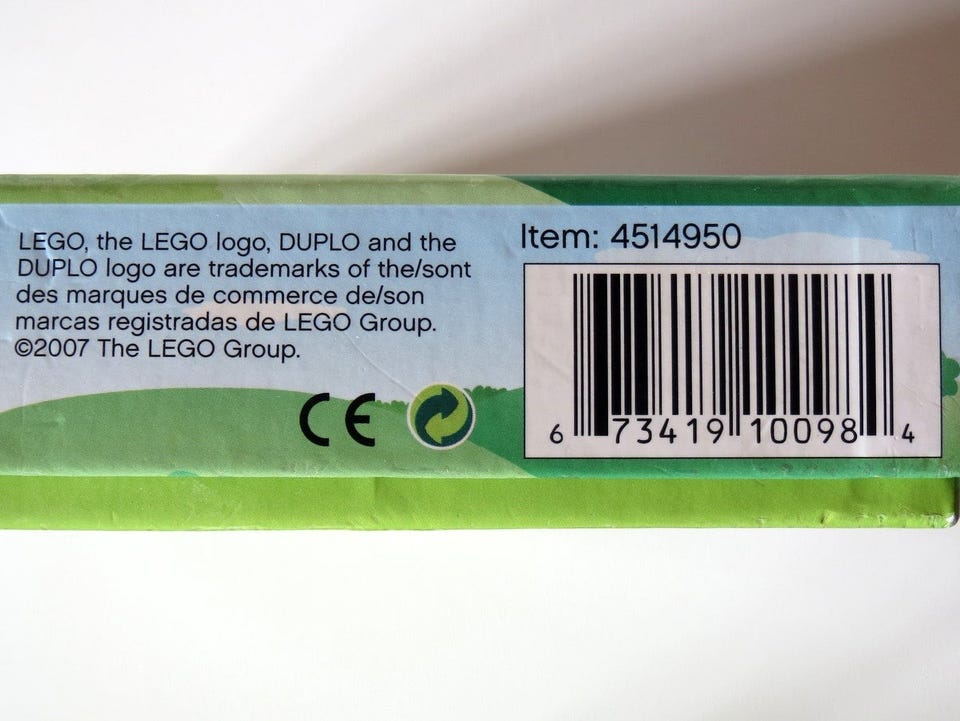 LEGO, the LEGO logo, DUPLO and the
DUPLO logo are trademarks of the/sont
des marques de commerce de/son
marcas registradas de LEGO Group.
©2007 The LEGO Group.
CE
Item: 4514950
6 73419 10098 4